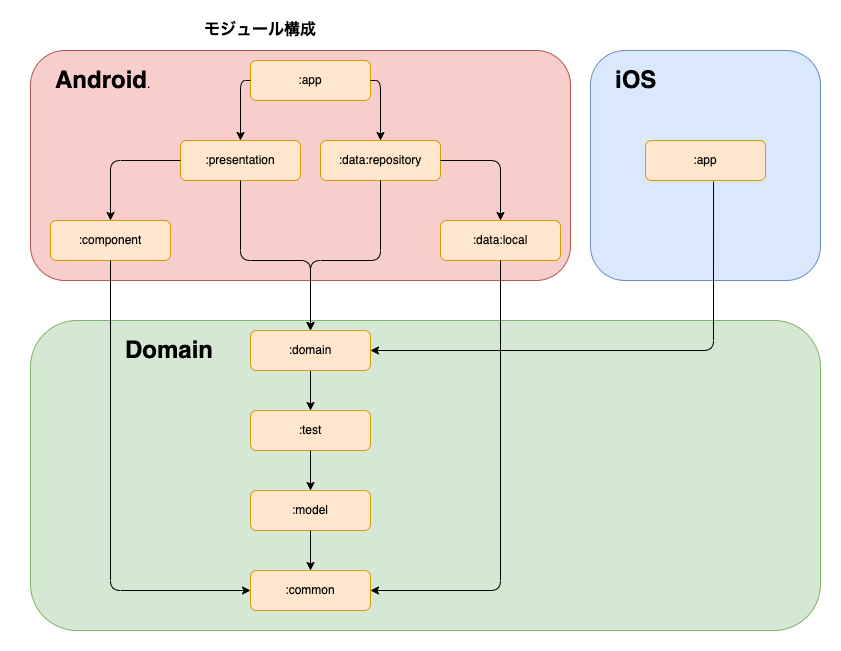 モジュール構成
Android.
iOS
:app
:presentation
:data:repository
:app
:component
:data:local
Domain
:domain
:test
:model
:common